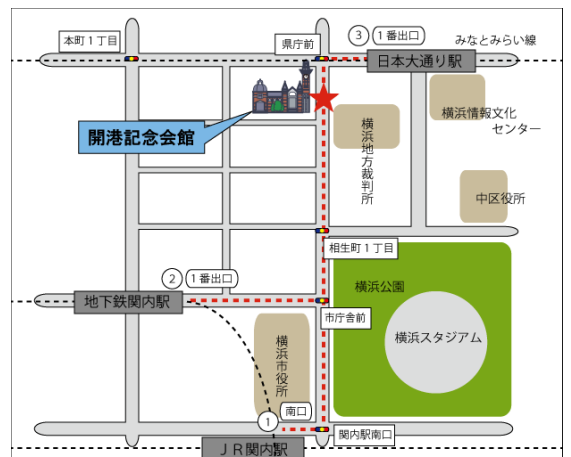 本町１丁目
県庁前
③
１番出口
みなとみらい線
日本大通り駅
開港記念会館
横浜地方裁判所
横浜情報文化
センター
中区役所
相生町１丁目
②
１番出口
地下鉄関内駅
横浜公園
市庁舎前
横浜スタジアム
横浜市役所
①
南口
関内駅南口
ＪＲ関内駅